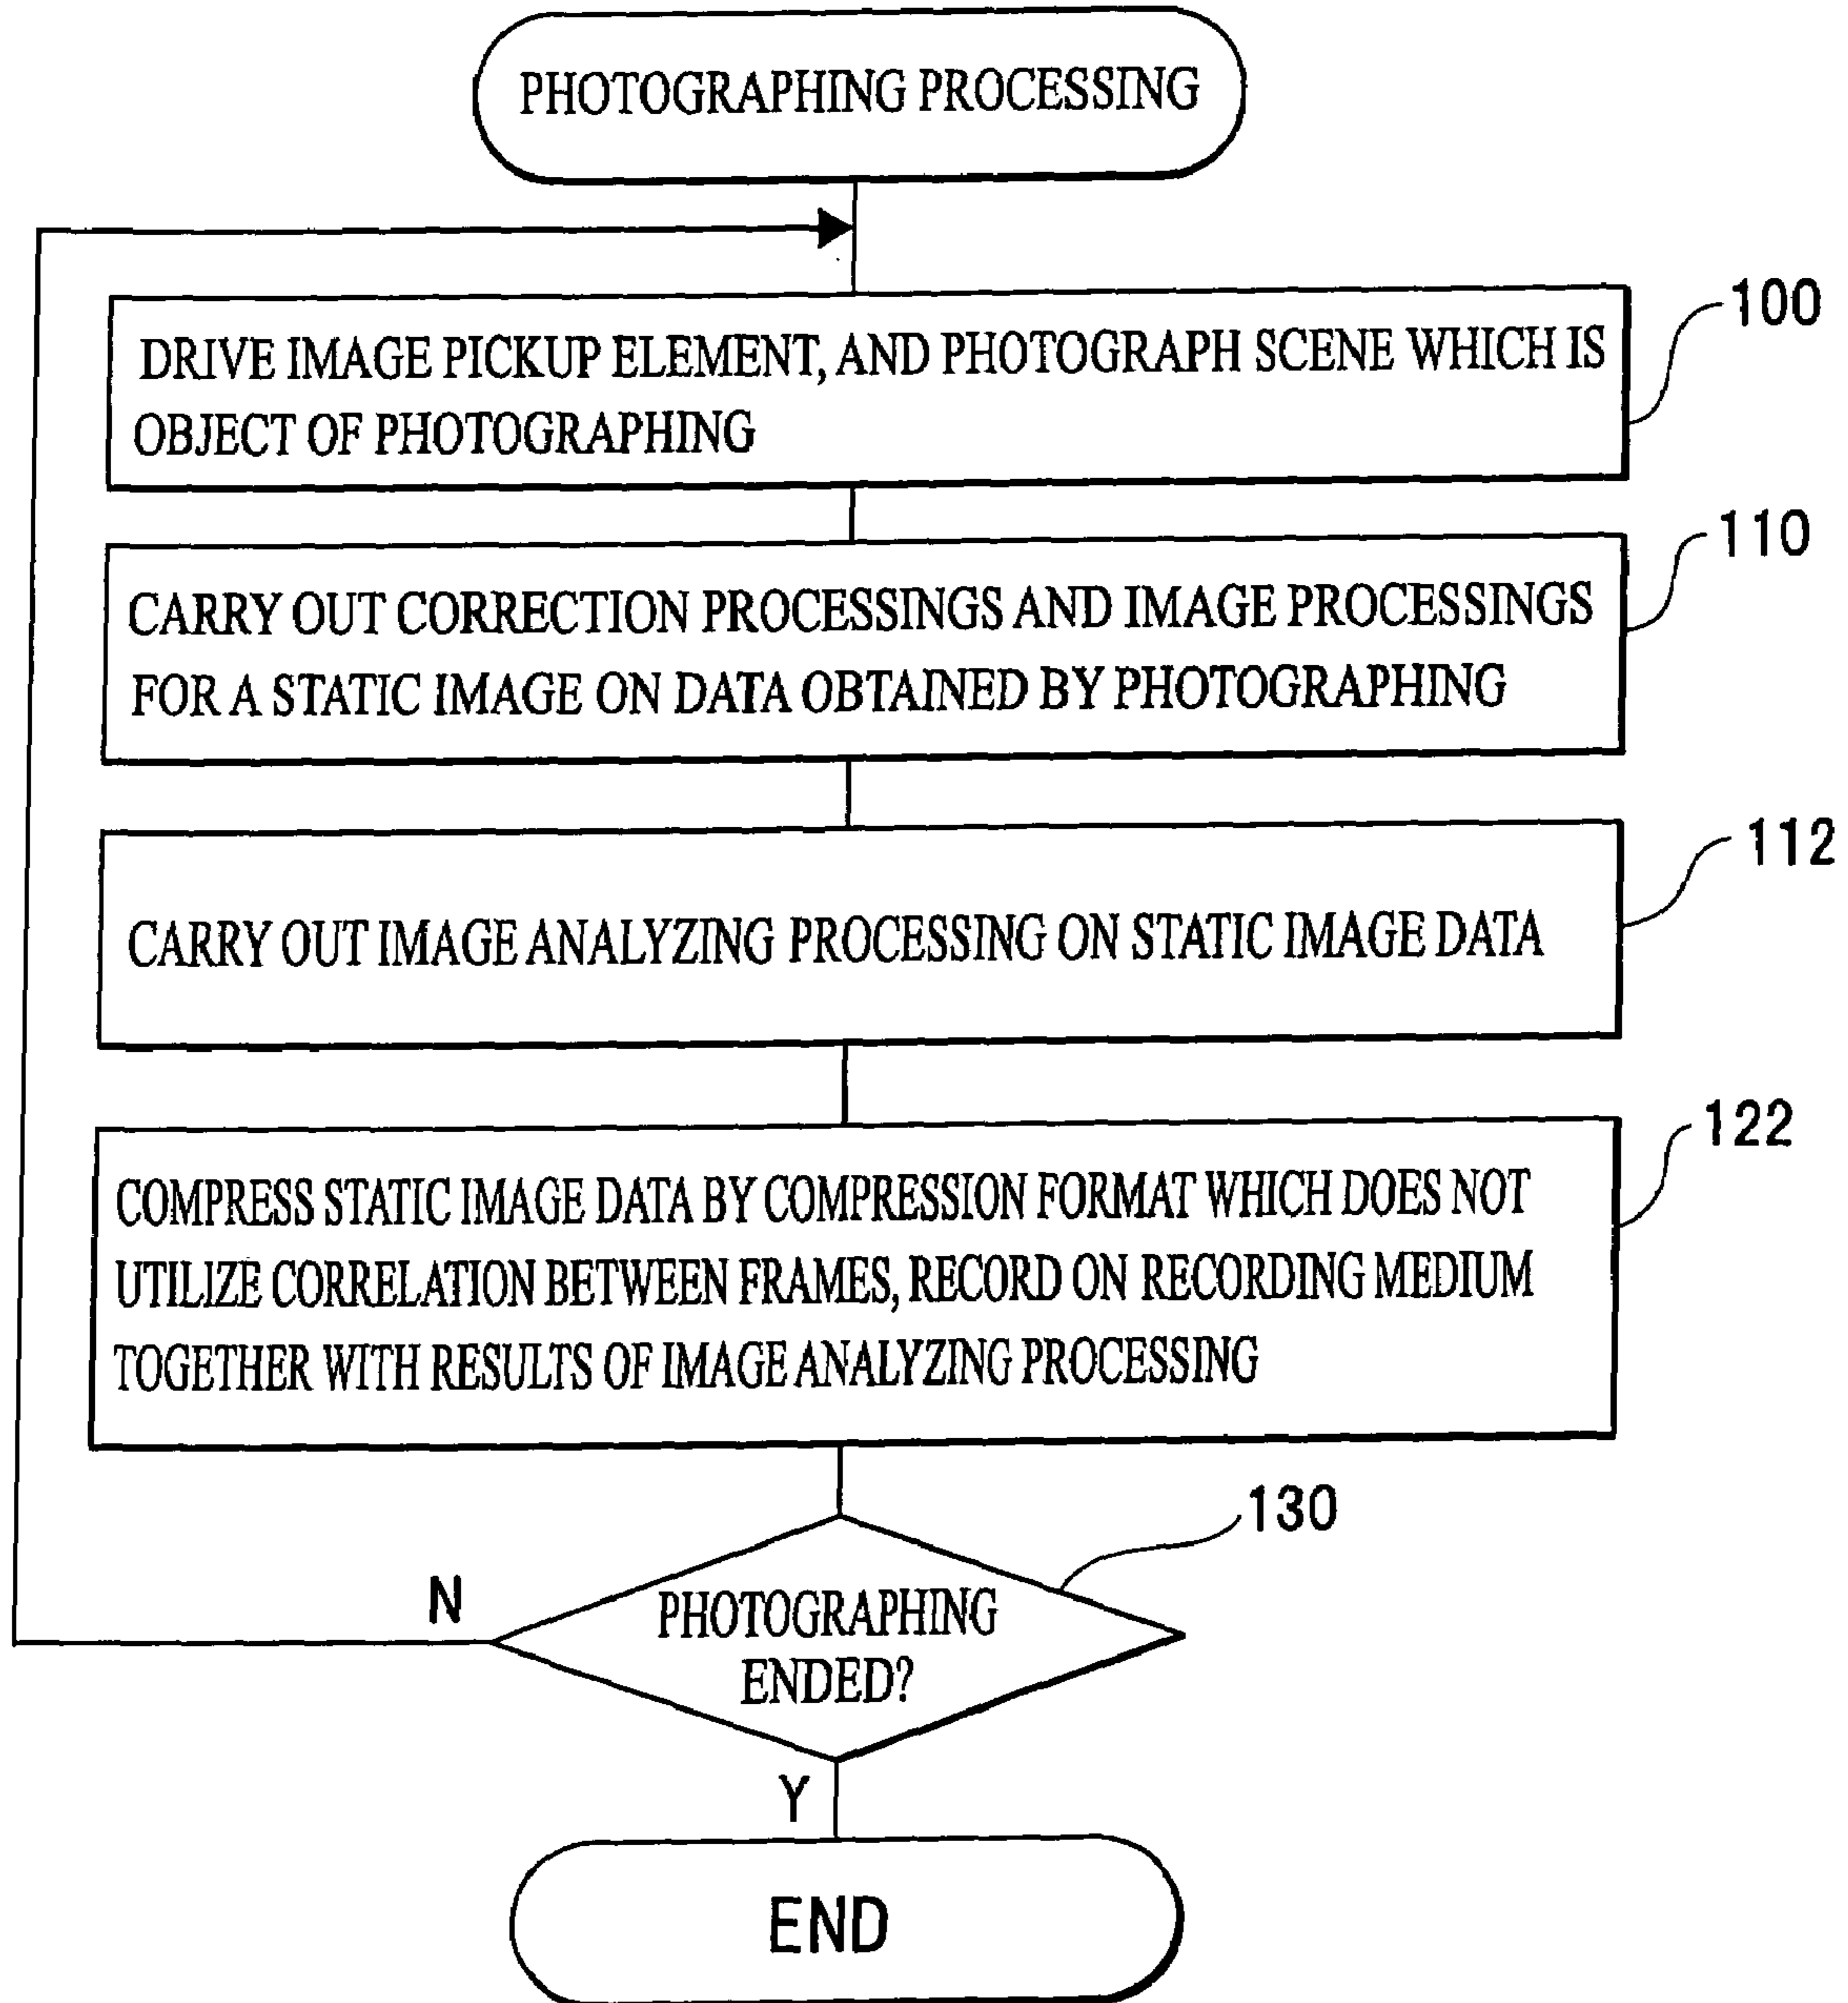 PHOTOGRAPHING PROCESSING
DRIVE IMAGE PICKUP ELEMENT, AND PHOTOGRAPH SCENE WHICH IS
OBJECT OF PHOTOGRAPHING
100
CARRY OUT CORRECTION PROCESSINGS AND IMAGE PROCESSINGS
FOR A STATIC IMAGE ON DATA OBTAINED BY PHOTOGRAPHING
110
CARRY OUT IMAGE ANALYZING PROCESSING ON STATIC IMAGE DATA
112
COMPRESS STATIC IMAGE DATA BY COMPRESSION FORMAT WHICH DOES NOT
UTILIZE CORRELATION BETWEEN FRAMES, RECORD ON RECORDING MEDIUM
TOGETHER WITH RESULTS OF IMAGE ANALYZING PROCESSING
122
PHOTOGRAPHING
ENDED?
130
N
Y
END